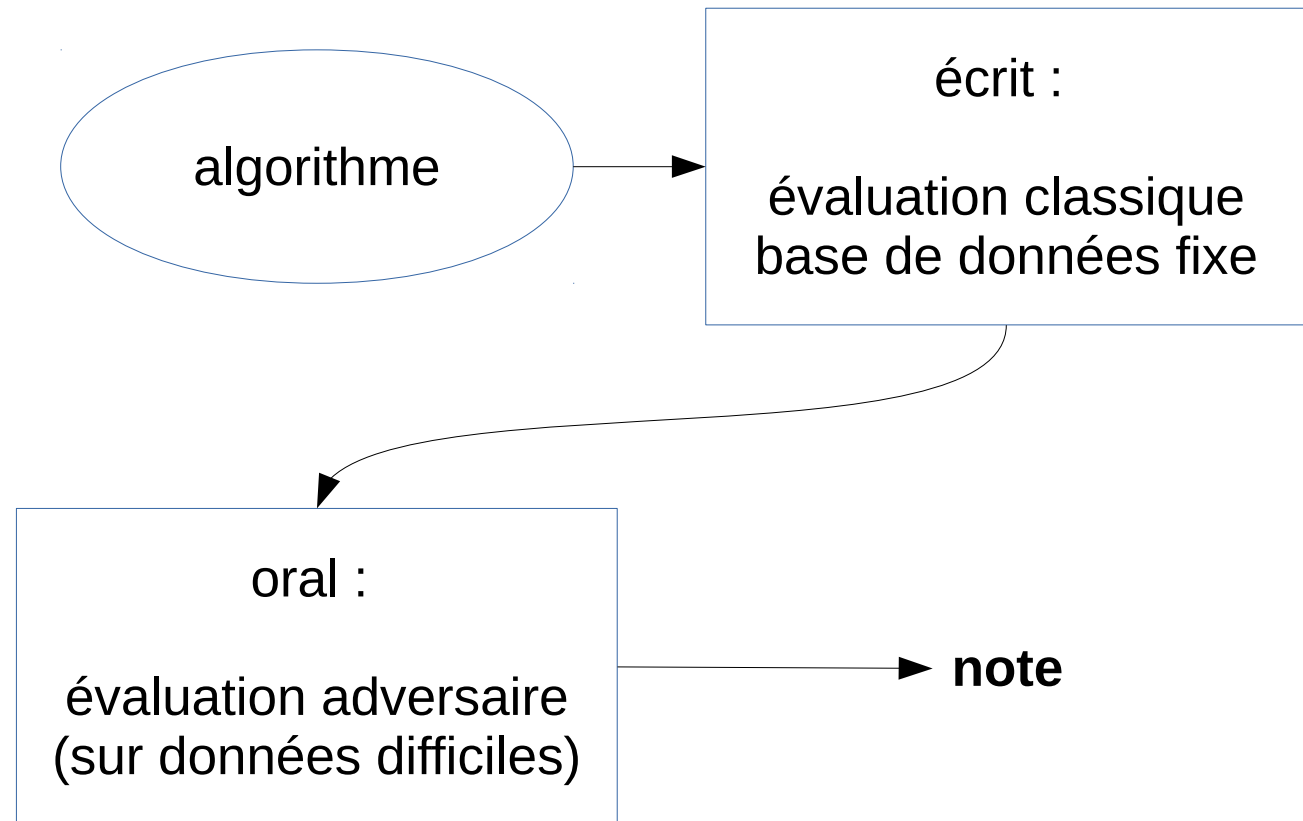 algorithme
écrit :
évaluation classique
base de données fixe
oral :
évaluation adversaire
(sur données difficiles)
note